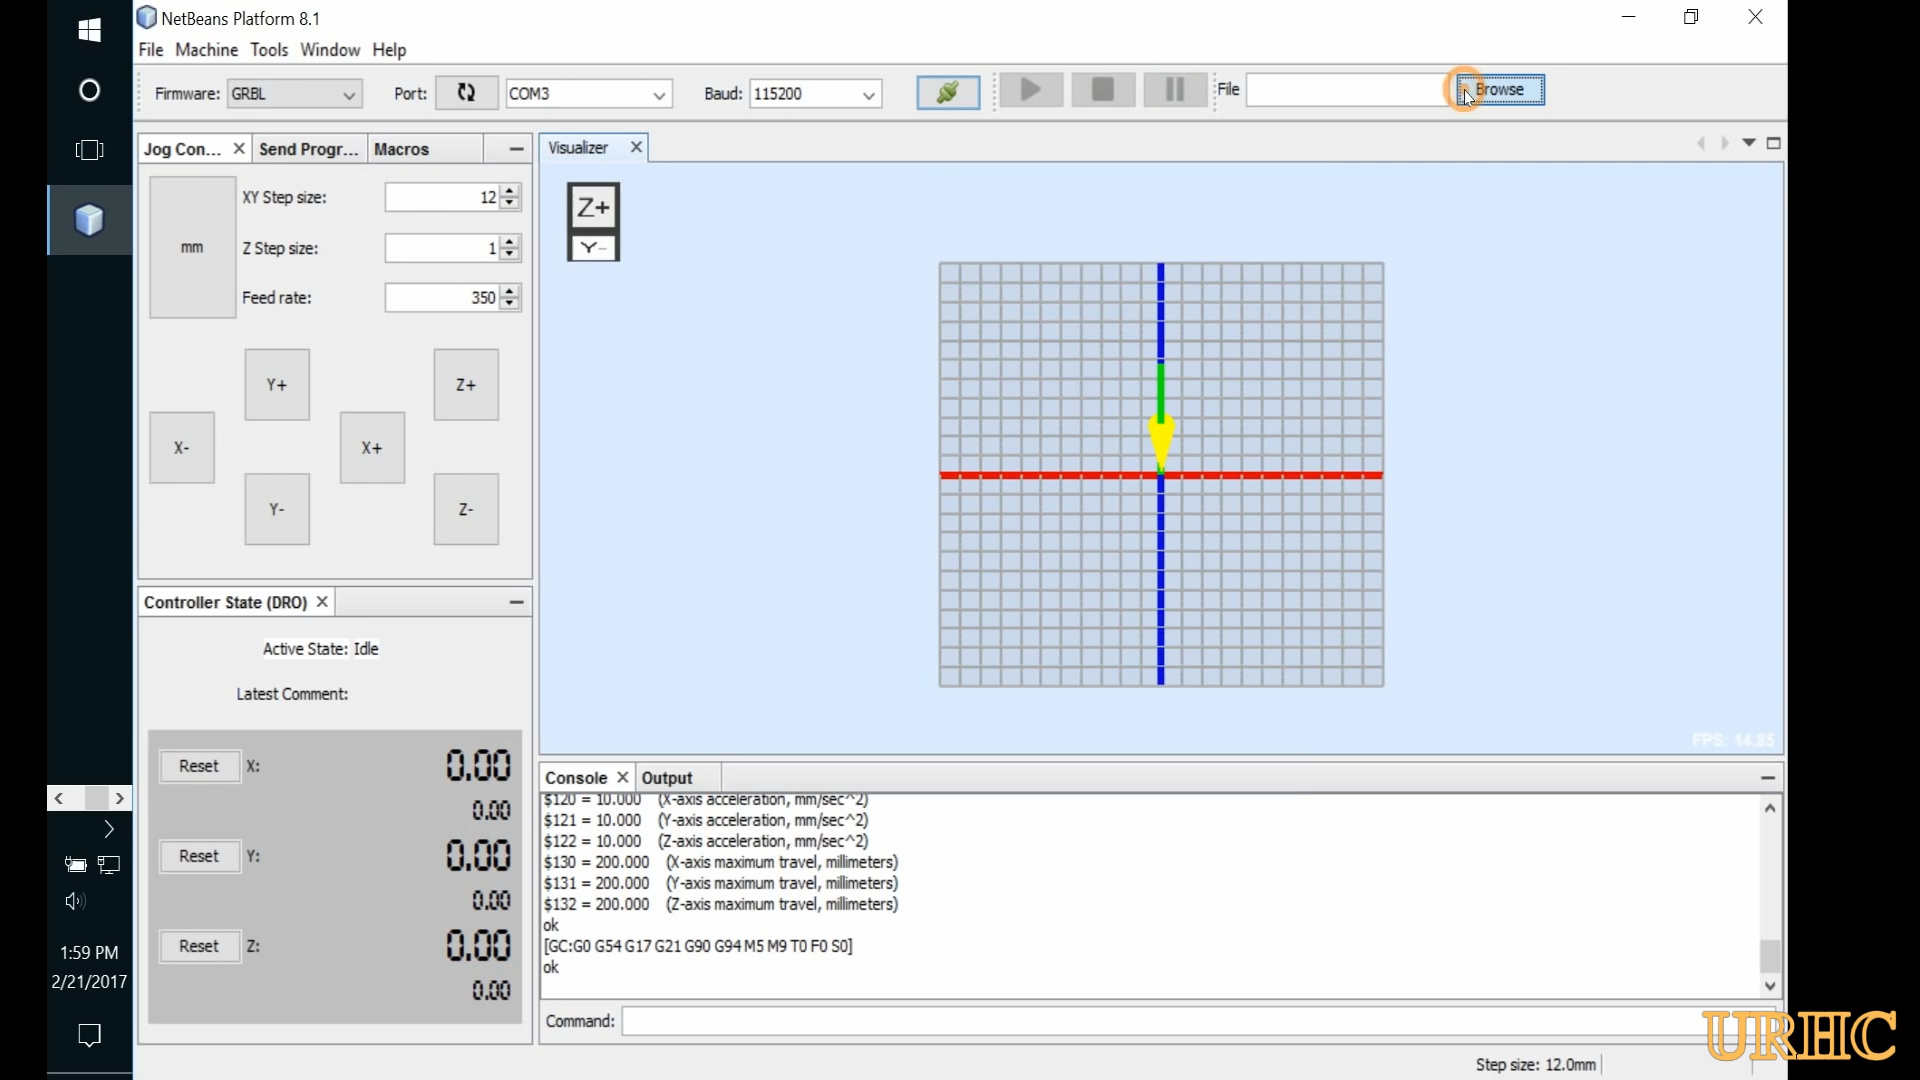 NetBeans Platform 8.1
File Machine Tools Window Help
Firmware: GRBL Port: COM3 Baud: 115200 File Browse
Jog Con... Send Progr... Macros
Visualizer
XY Step size: 12
mm
Z Step size: 1
Feed rate: 350
Y+ Z+
X- X+
Y- Z-
Z+
Y-
FPS: 14.85
Controller State (DRO)
Active State: Idle
Latest Comment:
Reset X: 0.00
0.00
Reset Y: 0.00
0.00
Reset Z: 0.00
0.00
Console Output
$120 = 10.000 (X-axis acceleration, mm/sec^2)
$121 = 10.000 (Y-axis acceleration, mm/sec^2)
$122 = 10.000 (Z-axis acceleration, mm/sec^2)
$130 = 200.000 (X-axis maximum travel, millimeters)
$131 = 200.000 (Y-axis maximum travel, millimeters)
$132 = 200.000 (Z-axis maximum travel, millimeters)
ok
[GC:G0 G54 G17 G21 G90 G94 M5 M9 T0 F0 S0]
ok
Command:
Step size: 12.0mm
1:59 PM
2/21/2017
URHC